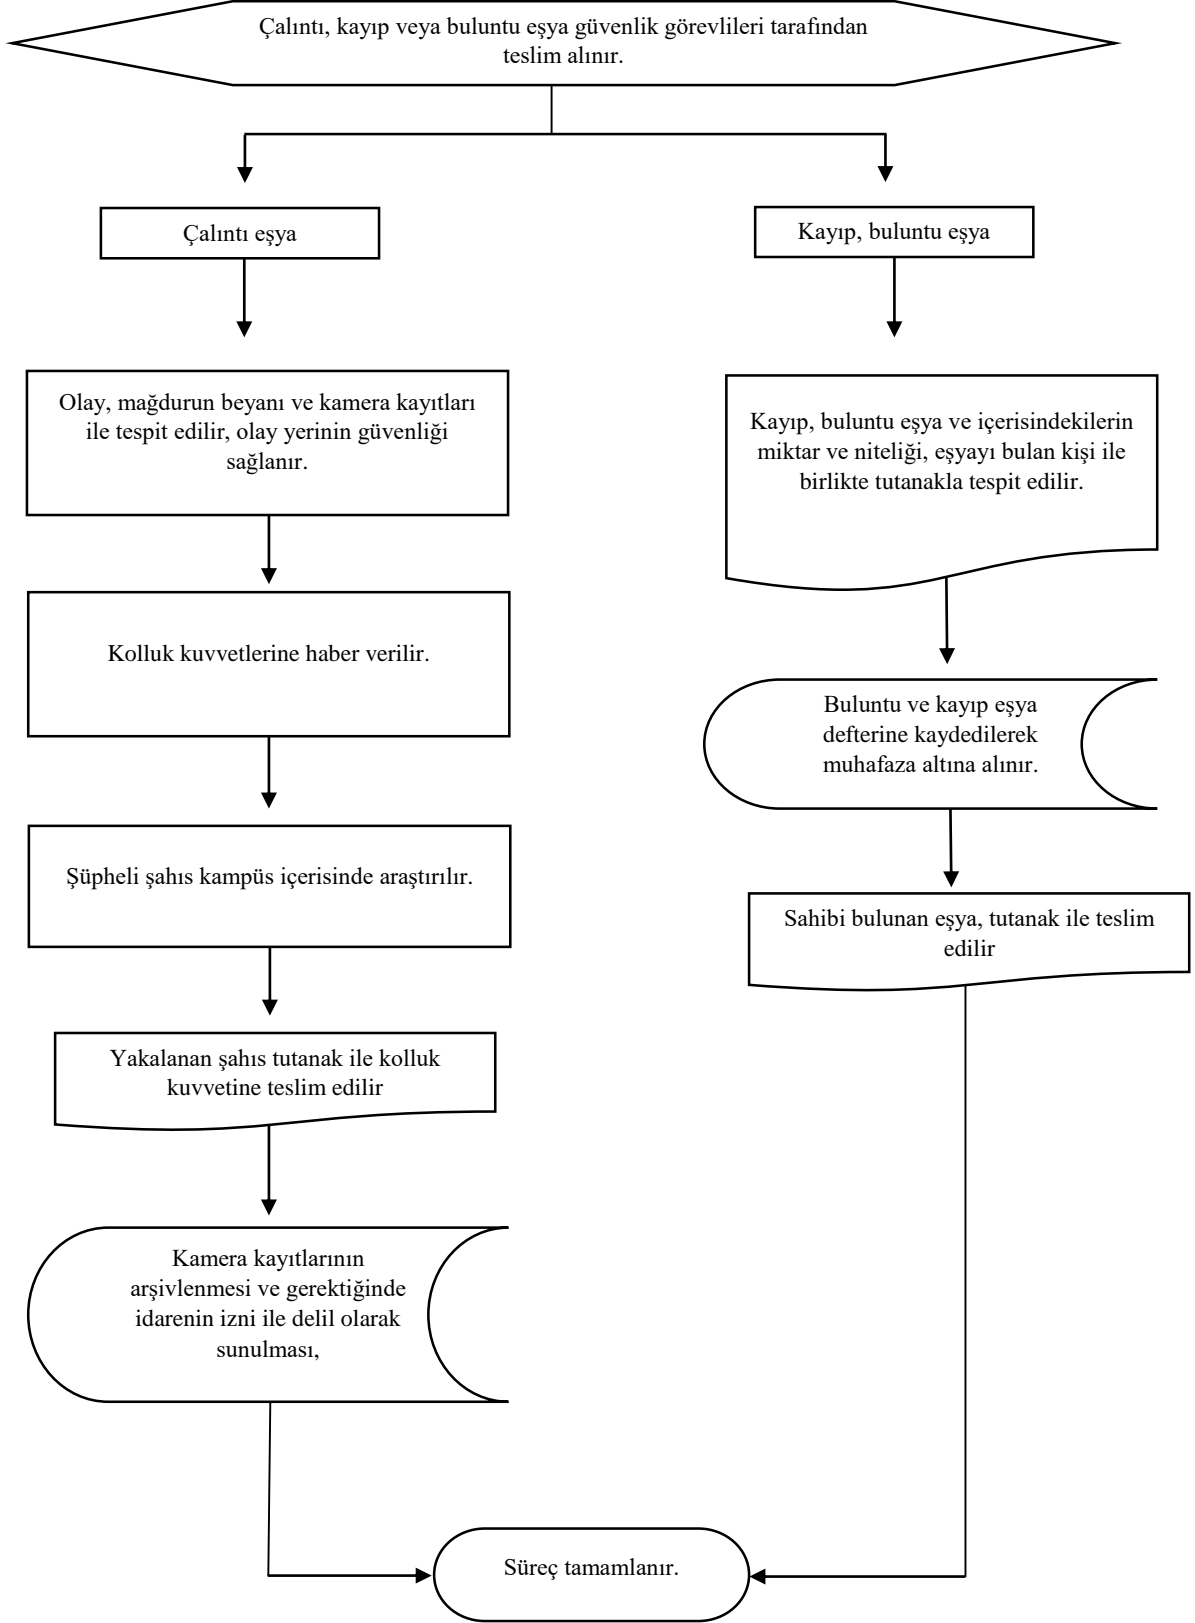 Çalıntı, kayıp veya buluntu eşya güvenlik görevlileri tarafından
teslim alınır.
Çalıntı eşya
Kayıp, buluntu eşya
Olay, mağdurun beyanı ve kamera kayıtları
ile tespit edilir, olay yerinin güvenliği
sağlanır.
Kolluk kuvvetlerine haber verilir.
Şüpheli şahıs kampüs içerisinde araştırılır.
Yakalanan şahıs tutanak ile kolluk
kuvvetine teslim edilir
Kamera kayıtlarının
arşivlenmesi ve gerektiğinde
idarenin izni ile delil olarak
sunulması,
Kayıp, buluntu eşya ve içerisindekilerin
miktar ve niteliği, eşyayı bulan kişi ile
birlikte tutanakla tespit edilir.
Buluntu ve kayıp eşya
defterine kaydedilerek
muhafaza altına alınır.
Sahibi bulunan eşya, tutanak ile teslim
edilir
Süreç tamamlanır.